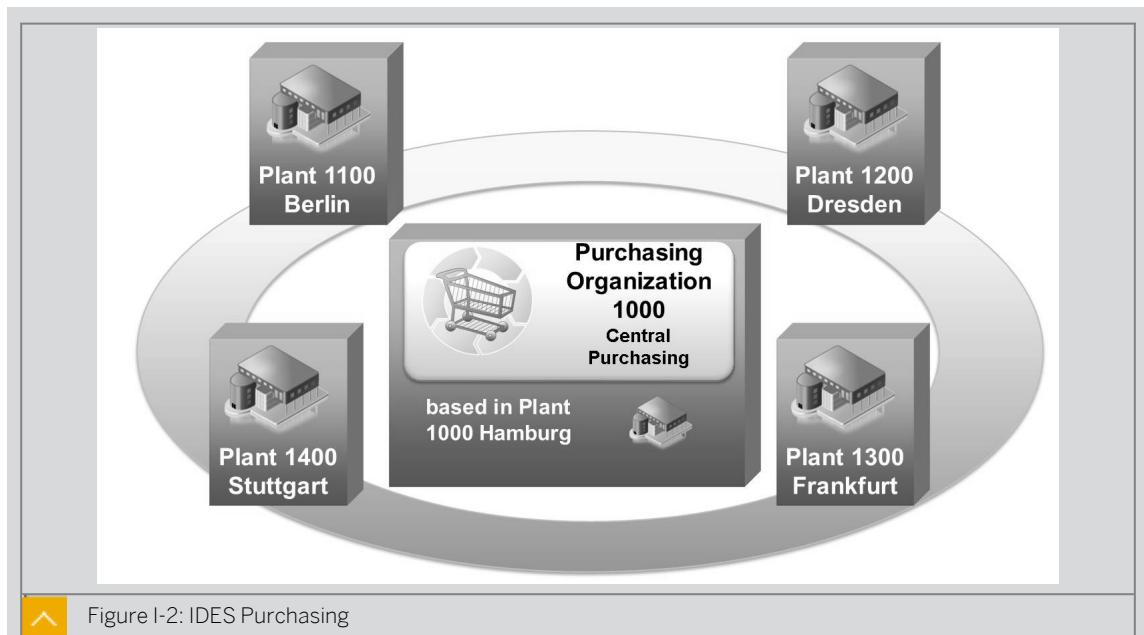 Plant 1100
Berlin
Plant 1200
Dresden
Purchasing
Organization
1000
Central
Purchasing
based in Plant
1000 Hamburg
Plant 1400
Stuttgart
Plant 1300
Frankfurt
Figure I-2: IDES Purchasing